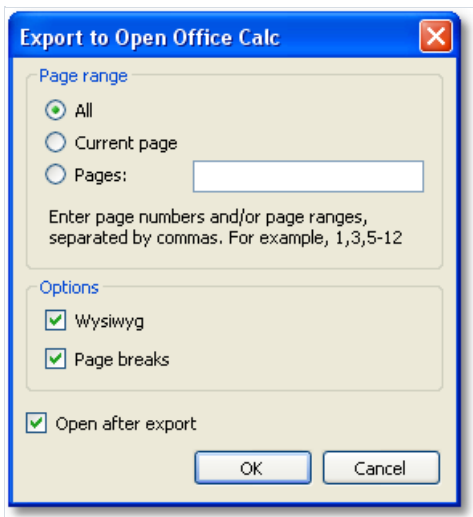 Export to Open Office Calc
Page range
All
Current page
Pages:
Enter page numbers and/or page ranges,
separated by commas. For example, 1,3,5-12
Options
Wysiwyg
Page breaks
Open after export
OK Cancel